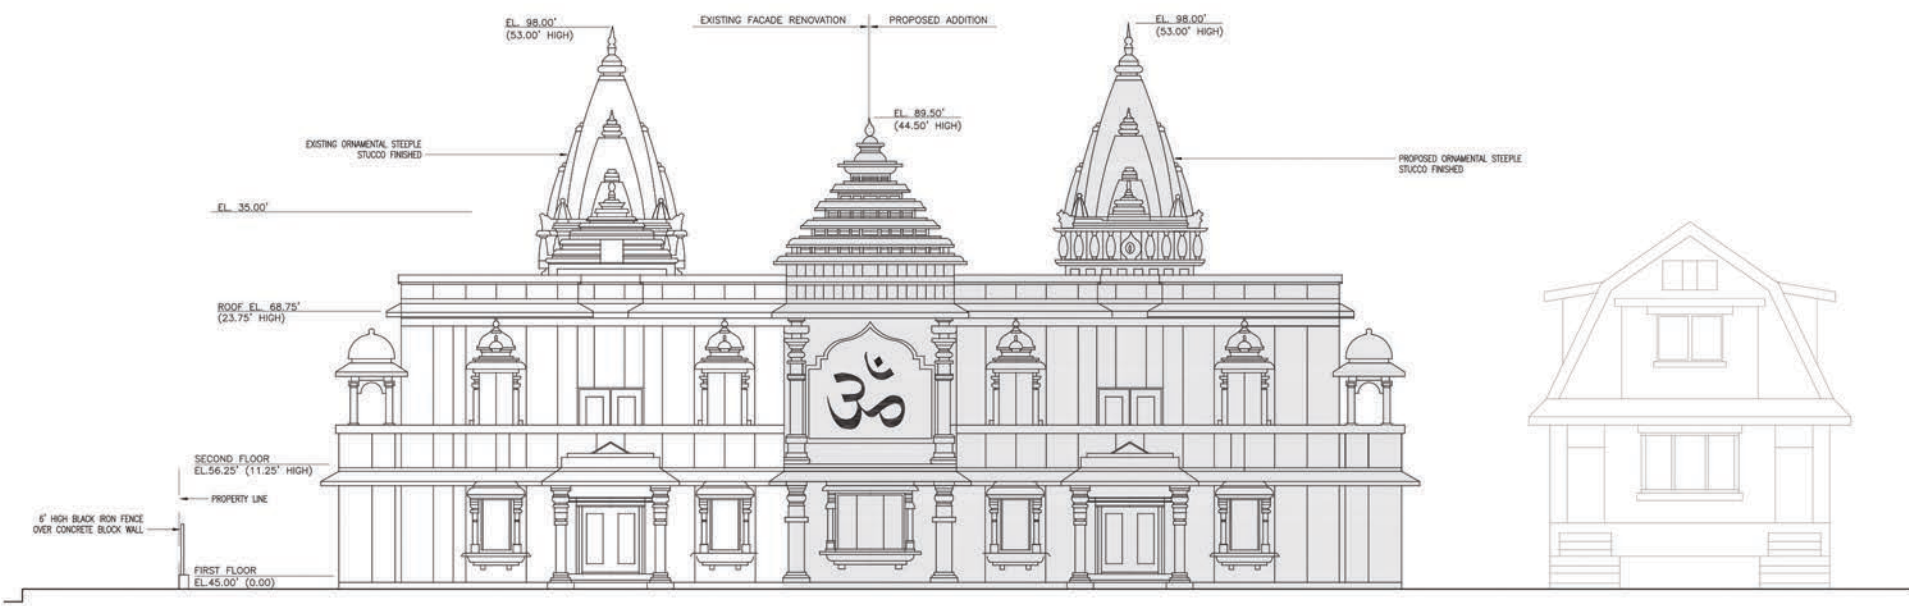 EL. 98.00'
(53.00' HIGH)
EXISTING FACADE RENOVATION
PROPOSED ADDITION
EL. 98.00'
(53.00' HIGH)
EL. 89.50'
(44.50' HIGH)
EXISTING ORNAMENTAL STEEPLE
STUCCO FINISHED
PROPOSED ORNAMENTAL STEEPLE
STUCCO FINISHED
EL. 35.00'
ROOF EL. 68.75'
(23.75' HIGH)
ॐ
SECOND FLOOR
EL.56.25' (11.25' HIGH)
PROPERTY LINE
6' HIGH BLACK IRON FENCE
OVER CONCRETE BLOCK WALL
FIRST FLOOR
EL.45.00' (0.00)